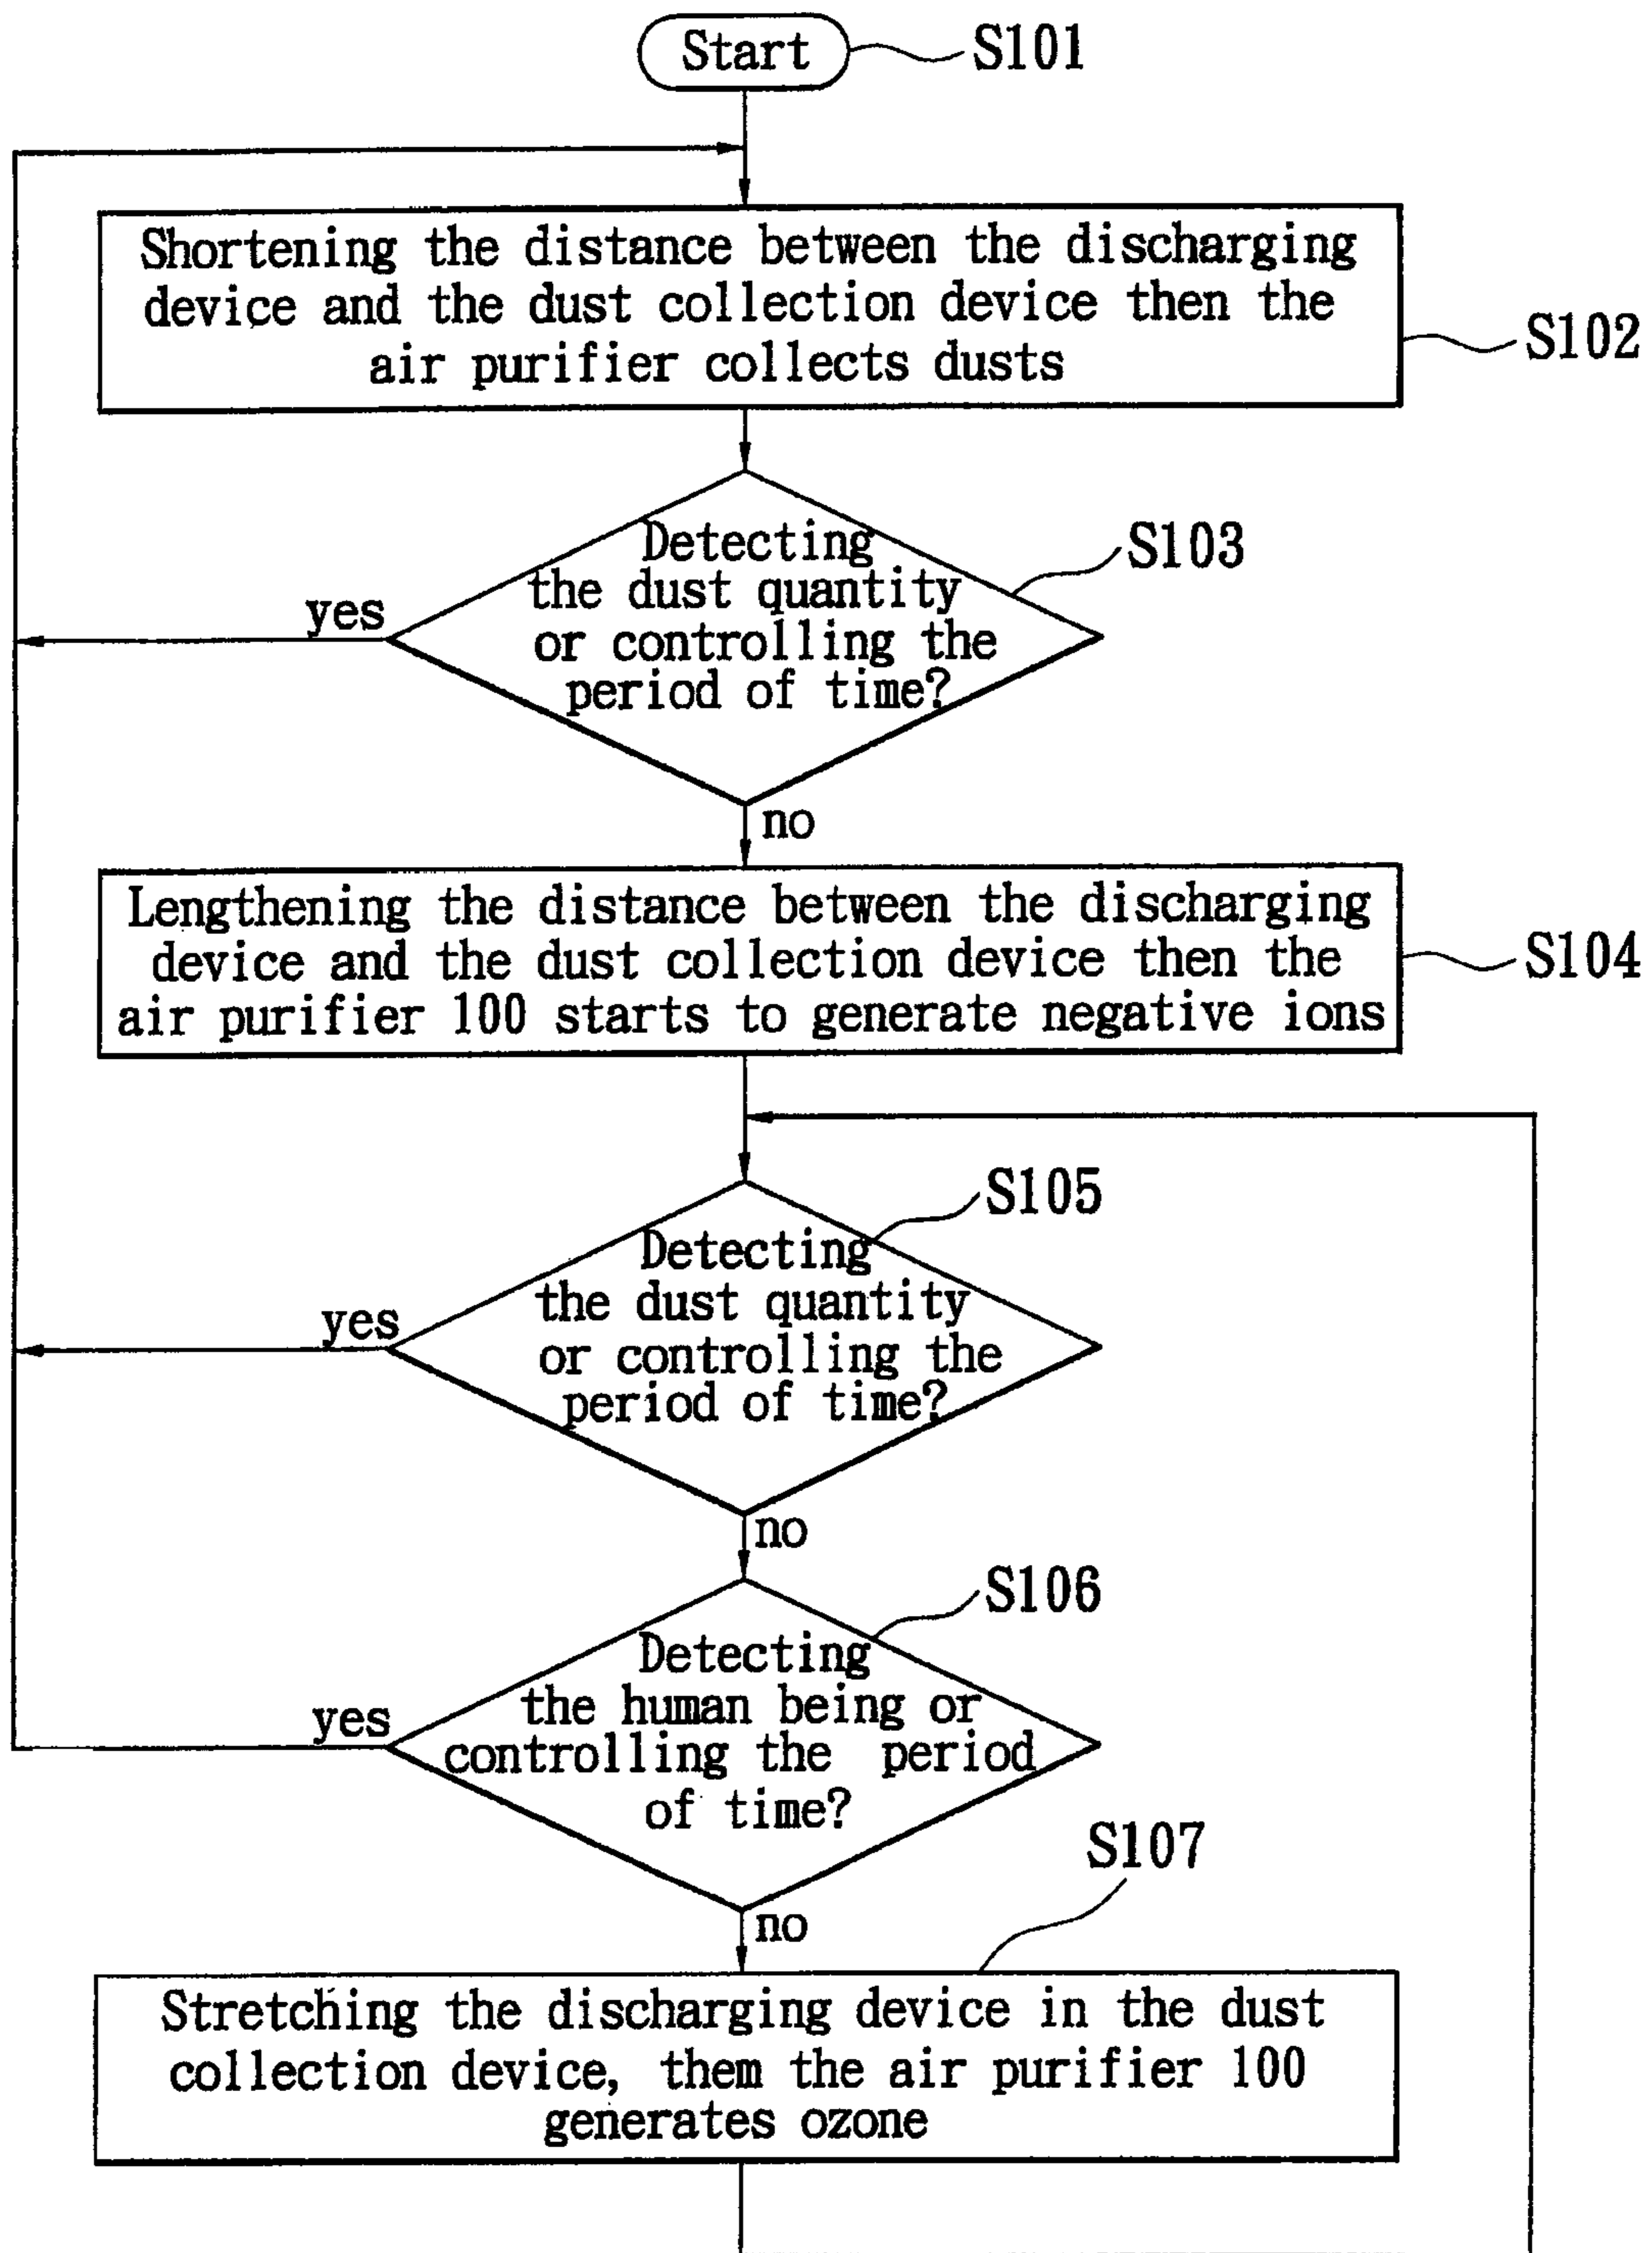 Start
S101
Shortening the distance between the discharging
device and the dust collection device then the
air purifier collects dusts
S102
Detecting
the dust quantity
or controlling the
period of time?
S103
yes
no
Lengthening the distance between the discharging
device and the dust collection device then the
air purifier 100 starts to generate negative ions
S104
Detecting
the dust quantity
or controlling the
period of time?
S105
yes
no
Detecting
the human being or
controlling the period
of time?
S106
yes
no
S107
Stretching the discharging device in the dust
collection device, them the air purifier 100
generates ozone